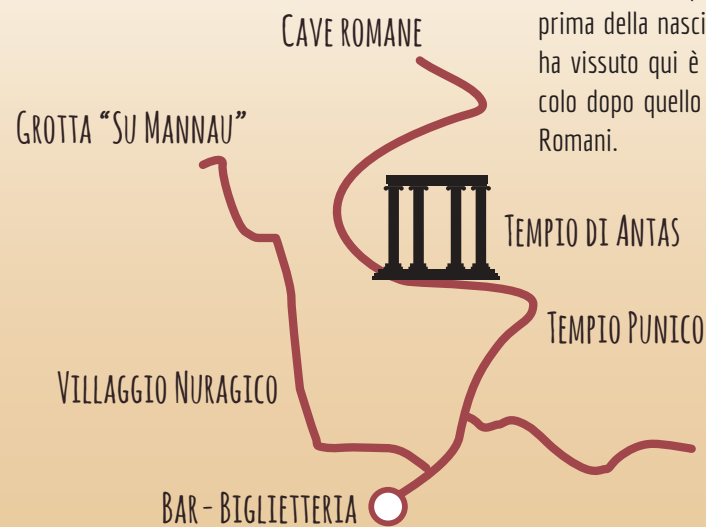 prima della nasci
ha vissuto qui è
colo dopo quello
Romani.
CAVE ROMANE
GROTTA “SU MANNAU”
TEMPIO DI ANTAS
TEMPIO PUNICO
VILLAGGIO NURAGICO
BAR - BIGLIETTERIA